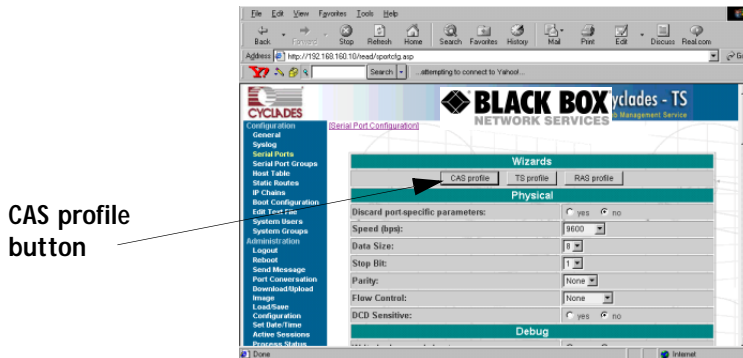 File Edit View Favorites Tools Help
Back Forward Stop Refresh Home Search Favorites History Mail Print Edit Discuss Real.com
Address http://192.168.160.10/read/sportcfg.asp
Y? Search ...attempting to connect to Yahoo!...
CYCLADES BLACK BOX yclades - TS
NETWORK SERVICES b Management Service
Configuration [Serial Port Configuration]
General
Syslog
Serial Ports
Serial Port Groups
Host Table
Static Routes
IP Chains
Boot Configuration
Edit Text File
System Users
System Groups
Administration
Logout
Reboot
Send Message
Port Conversation
Download/Upload
Image
Load/Save
Configuration
Set Date/Time
Active Sessions
Process Status
Wizards
CAS profile TS profile RAS profile
Physical
Discard port-specific parameters: yes no
Speed (bps): 9600
Data Size: 8
Stop Bit: 1
Parity: None
Flow Control: None
DCD Sensitive: yes no
Debug
Done Internet
CAS profile
button